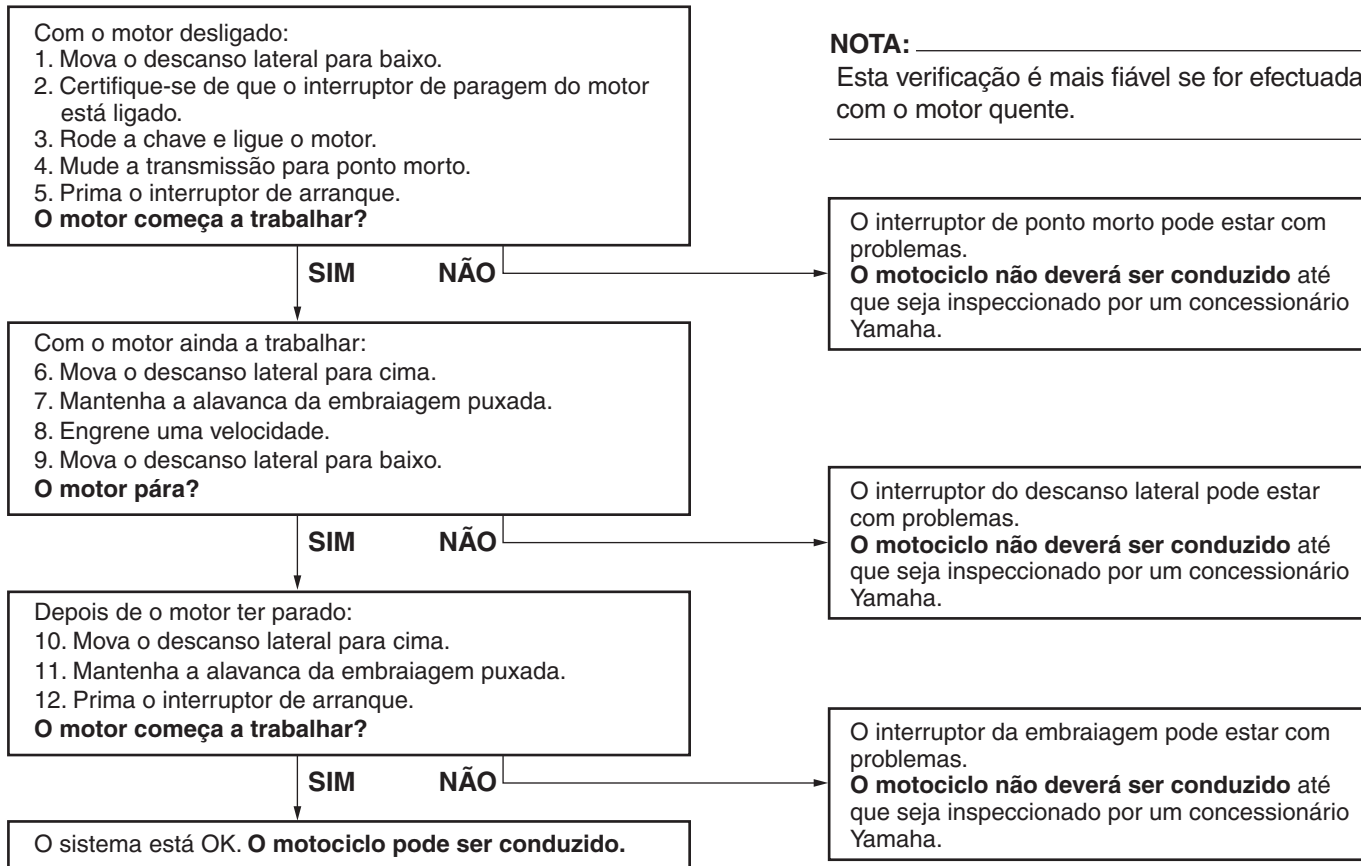 Com o motor desligado:
1. Mova o descanso lateral para baixo.
2. Certifique-se de que o interruptor de paragem do motor
está ligado.
3. Rode a chave e ligue o motor.
4. Mude a transmissão para ponto morto.
5. Prima o interruptor de arranque.
O motor começa a trabalhar?
NOTA:
Esta verificação é mais fiável se for efectuada
com o motor quente.
SIM NÃO
O interruptor de ponto morto pode estar com
problemas.
O motociclo não deverá ser conduzido até
que seja inspeccionado por um concessionário
Yamaha.
Com o motor ainda a trabalhar:
6. Mova o descanso lateral para cima.
7. Mantenha a alavanca da embraiagem puxada.
8. Engrene uma velocidade.
9. Mova o descanso lateral para baixo.
O motor pára?
SIM NÃO
O interruptor do descanso lateral pode estar
com problemas.
O motociclo não deverá ser conduzido até
que seja inspeccionado por um concessionário
Yamaha.
Depois de o motor ter parado:
10. Mova o descanso lateral para cima.
11. Mantenha a alavanca da embraiagem puxada.
12. Prima o interruptor de arranque.
O motor começa a trabalhar?
SIM NÃO
O interruptor da embraiagem pode estar com
problemas.
O motociclo não deverá ser conduzido até
que seja inspeccionado por um concessionário
Yamaha.
O sistema está OK. O motociclo pode ser conduzido.